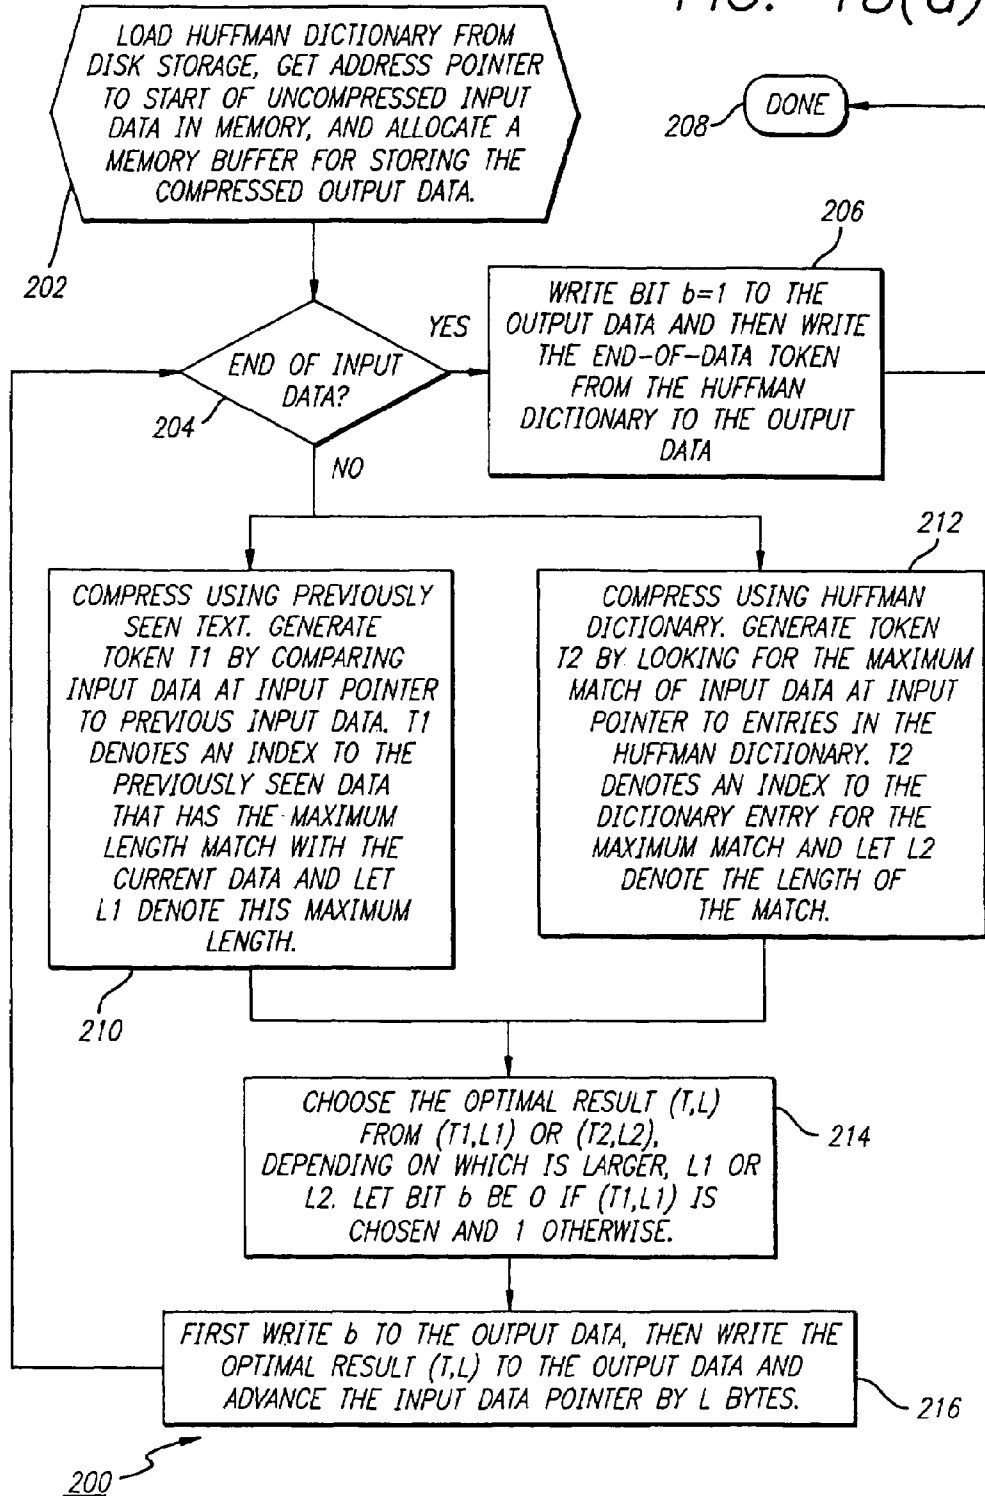 LOAD HUFFMAN DICTIONARY FROM
DISK STORAGE, GET ADDRESS POINTER
TO START OF UNCOMPRESSED INPUT
DATA IN MEMORY, AND ALLOCATE A
MEMORY BUFFER FOR STORING THE
COMPRESSED OUTPUT DATA.
202
DONE
208
END OF INPUT
DATA?
204
YES
NO
206
WRITE BIT b=1 TO THE
OUTPUT DATA AND THEN WRITE
THE END-OF-DATA TOKEN
FROM THE HUFFMAN
DICTIONARY TO THE OUTPUT
DATA
COMPRESS USING PREVIOUSLY
SEEN TEXT. GENERATE
TOKEN T1 BY COMPARING
INPUT DATA AT INPUT POINTER
TO PREVIOUS INPUT DATA. T1
DENOTES AN INDEX TO THE
PREVIOUSLY SEEN DATA
THAT HAS THE MAXIMUM
LENGTH MATCH WITH THE
CURRENT DATA AND LET
L1 DENOTE THIS MAXIMUM
LENGTH.
210
212
COMPRESS USING HUFFMAN
DICTIONARY. GENERATE TOKEN
T2 BY LOOKING FOR THE MAXIMUM
MATCH OF INPUT DATA AT INPUT
POINTER TO ENTRIES IN THE
HUFFMAN DICTIONARY. T2
DENOTES AN INDEX TO THE
DICTIONARY ENTRY FOR THE
MAXIMUM MATCH AND LET L2
DENOTE THE LENGTH OF
THE MATCH.
CHOOSE THE OPTIMAL RESULT (T,L)
FROM (T1,L1) OR (T2,L2),
DEPENDING ON WHICH IS LARGER, L1 OR
L2. LET BIT b BE 0 IF (T1,L1) IS
CHOSEN AND 1 OTHERWISE.
214
FIRST WRITE b TO THE OUTPUT DATA, THEN WRITE THE
OPTIMAL RESULT (T,L) TO THE OUTPUT DATA AND
ADVANCE THE INPUT DATA POINTER BY L BYTES.
216
200